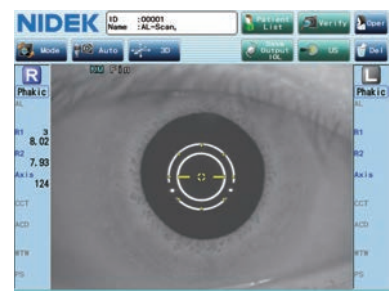 NIDEK
ID :00001
Name :AL-Scan,
Patient List
Verify
Oper
Mode
Auto
3D
Output
IOL
US
Del
R
L
Phakic
Phakic
AL
R1 3
8.02
R2
7.93
Axis
124
CCT
ACD
WTW
PS
R1
R2
Axis
CCT
ACD
WTW
PS